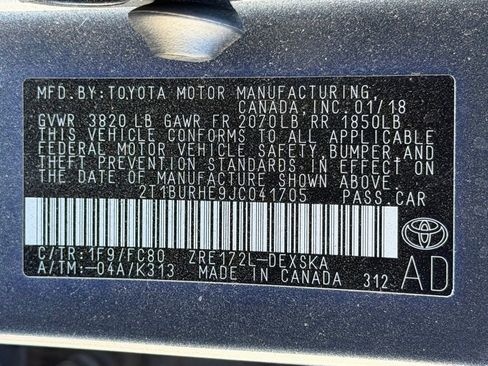 MFD.BY:TOYOTA MOTOR MANUFACTURING,
CANADA,INC.01/18
GVWR 3820 LB GAWR FR 2070LB RR 1850LB
THIS VEHICLE CONFORMS TO ALL APPLICABLE
FEDERAL MOTOR VEHICLE SAFETY,BUMPER,AND
THEFT PREVENTION STANDARDS IN EFFECT ON
THE DATE OF MANUFACTURE SHOWN ABOVE.
2T1BURHE9JC041705 PASS.CAR
C/TR:1F9/FC80 ZRE172L-DEXSKA
A/TM:-04A/K313 MADE IN CANADA 312
AD